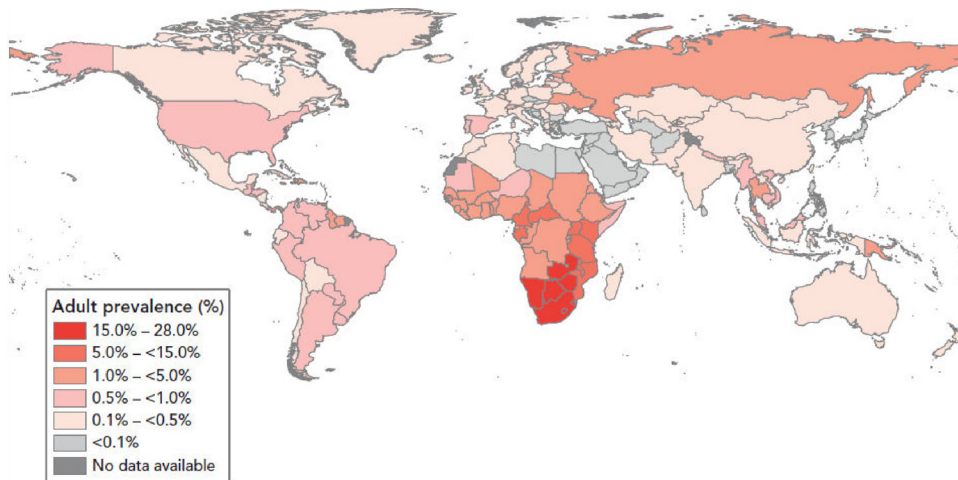 Adult prevalence (%)
15.0% – 28.0%
5.0% – <15.0%
1.0% – <5.0%
0.5% – <1.0%
0.1% – <0.5%
<0.1%
No data available